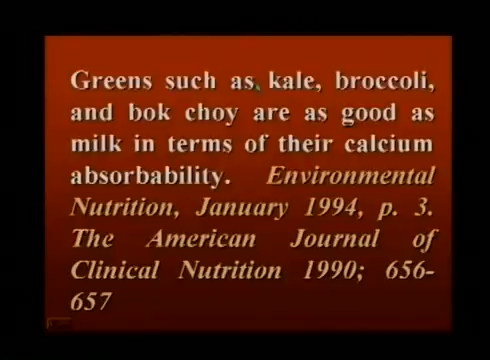 Greens such as kale, broccoli,
and bok choy are as good as
milk in terms of their calcium
absorbability. Environmental
Nutrition, January 1994, p. 3.
The American Journal of
Clinical Nutrition 1990; 656-
657